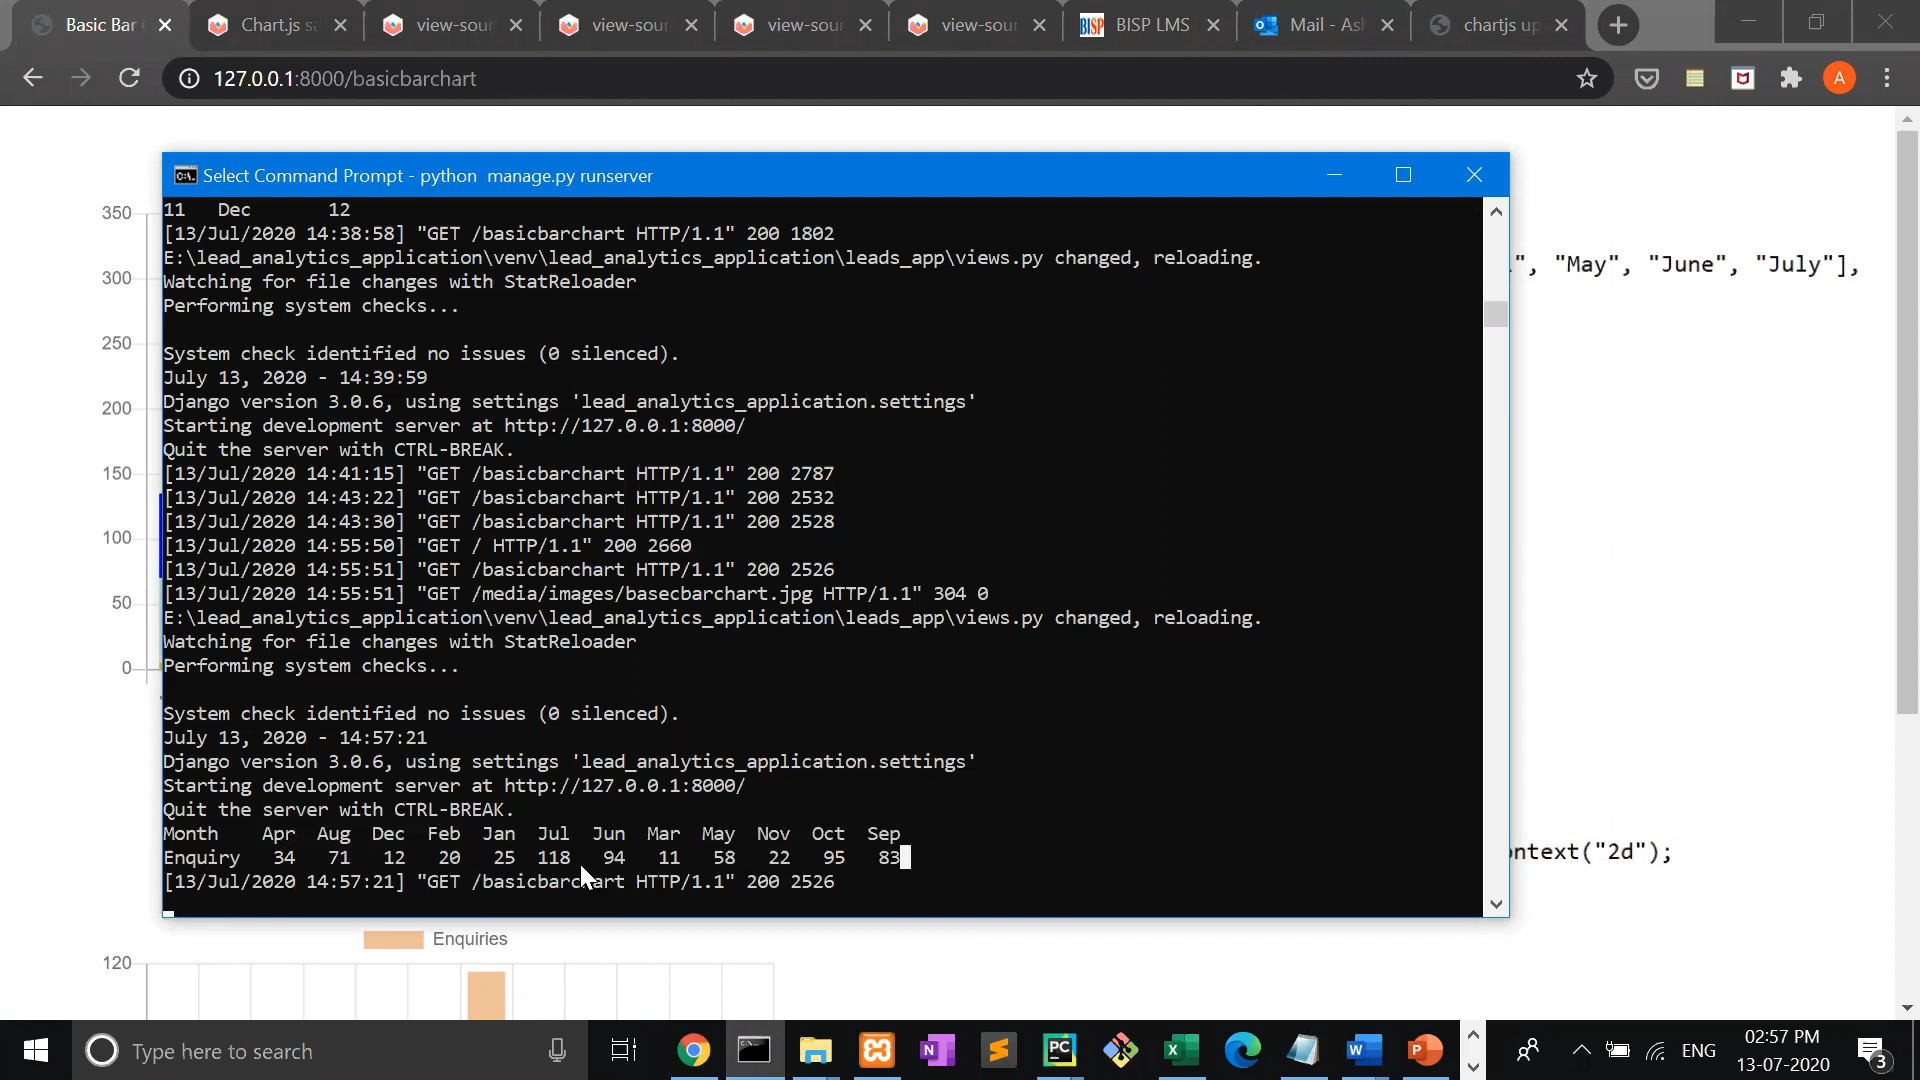 Basic Bar
Chart.js sa
view-sour
view-sour
view-sour
view-sour
BISP LMS
Mail - Ash
chartjs up
127.0.0.1:8000/basicbarchart
A
Select Command Prompt - python  manage.py runserver
11   Dec       12
[13/Jul/2020 14:38:58] "GET /basicbarchart HTTP/1.1" 200 1802
E:\lead_analytics_application\venv\lead_analytics_application\leads_app\views.py changed, reloading.
Watching for file changes with StatReloader
Performing system checks...
System check identified no issues (0 silenced).
July 13, 2020 - 14:39:59
Django version 3.0.6, using settings 'lead_analytics_application.settings'
Starting development server at http://127.0.0.1:8000/
Quit the server with CTRL-BREAK.
[13/Jul/2020 14:41:15] "GET /basicbarchart HTTP/1.1" 200 2787
[13/Jul/2020 14:43:22] "GET /basicbarchart HTTP/1.1" 200 2532
[13/Jul/2020 14:43:30] "GET /basicbarchart HTTP/1.1" 200 2528
[13/Jul/2020 14:55:50] "GET / HTTP/1.1" 200 2660
[13/Jul/2020 14:55:51] "GET /basicbarchart HTTP/1.1" 200 2526
[13/Jul/2020 14:55:51] "GET /media/images/basecbarchart.jpg HTTP/1.1" 304 0
E:\lead_analytics_application\venv\lead_analytics_application\leads_app\views.py changed, reloading.
Watching for file changes with StatReloader
Performing system checks...
System check identified no issues (0 silenced).
July 13, 2020 - 14:57:21
Django version 3.0.6, using settings 'lead_analytics_application.settings'
Starting development server at http://127.0.0.1:8000/
Quit the server with CTRL-BREAK.
Month    Apr  Aug  Dec  Feb  Jan  Jul  Jun  Mar  May  Nov  Oct  Sep
Enquiry   34   71   12   20   25  118   94   11   58   22   95   83
[13/Jul/2020 14:57:21] "GET /basicbarchart HTTP/1.1" 200 2526
350
300
250
200
150
100
50
0
", "May", "June", "July"],
ontext("2d");
Enquiries
120
Type here to search
ENG
02:57 PM
13-07-2020
3